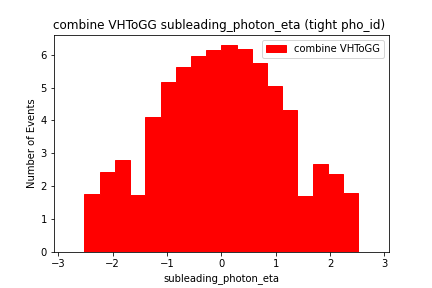 combine VHToGG subleading_photon_eta (tight pho_id)
combine VHToGG
Number of Events
6
5
4
3
2
1
0
−3 −2 −1 0 1 2 3
subleading_photon_eta